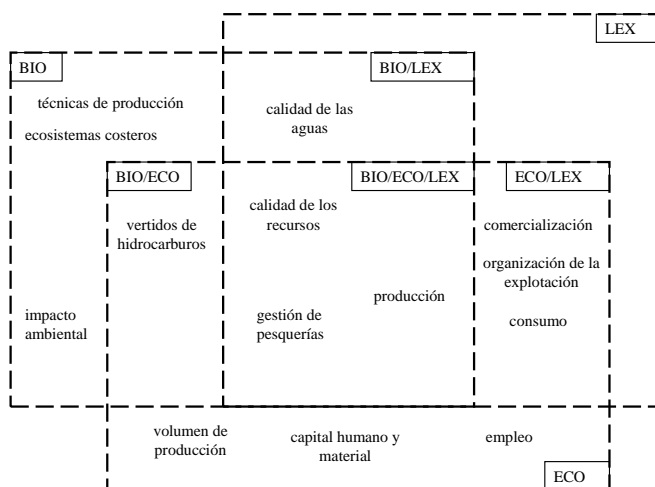 LEX
BIO
BIO/LEX
técnicas de producción
ecosistemas costeros
calidad de las
aguas
BIO/ECO
BIO/ECO/LEX
ECO/LEX
vertidos de
hidrocarburos
calidad de los
recursos
comercialización
organización de la
explotación
producción
impacto
ambiental
gestión de
pesquerías
consumo
volumen de
producción
capital humano y
material
empleo
ECO